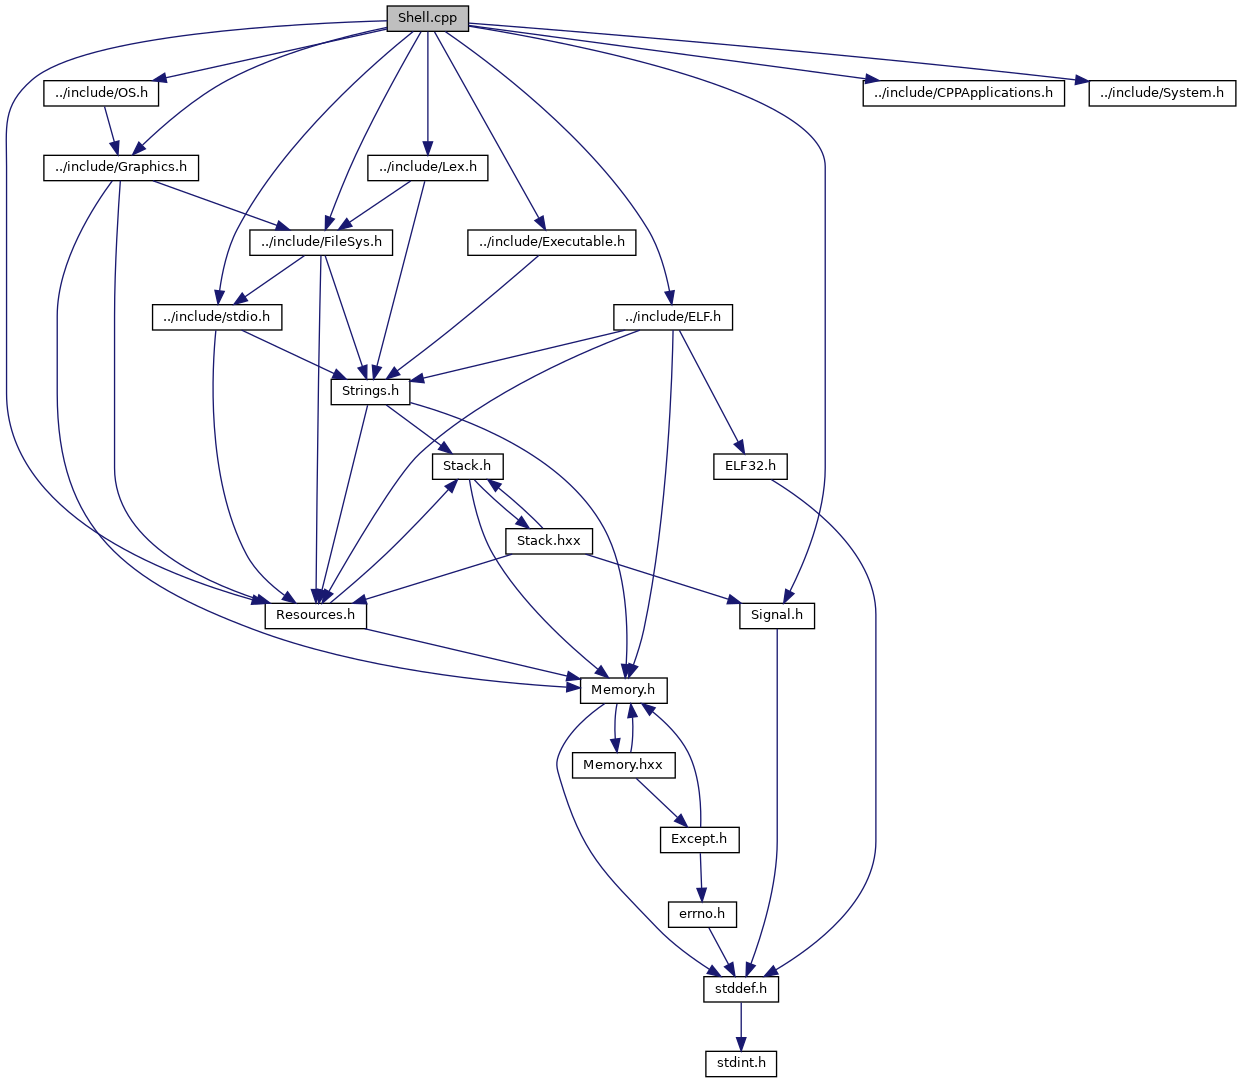 Shell.cpp
../include/OS.h
../include/CPPApplications.h
../include/System.h
../include/Graphics.h
../include/Lex.h
../include/FileSys.h
../include/Executable.h
../include/stdio.h
../include/ELF.h
Strings.h
Stack.h
ELF32.h
Stack.hxx
Resources.h
Signal.h
Memory.h
Memory.hxx
Except.h
errno.h
stddef.h
stdint.h